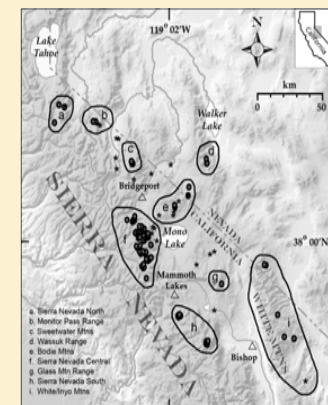 119° 02' W
Lake
Tahoe
N
California
km
0
50
a
b
Walker
Lake
c
d
Bridgeport
e
NEVADA
CALIFORNIA
SIERRA
f
Mono
Lake
38° 00' N
Mammoth
Lakes
g
a. Sierra Nevada North
b. Monitor Pass Range
c. Sweetwater Mtns
d. Wassuk Range
e. Bodie Mtns
f. Sierra Nevada Central
g. Glass Mtn Range
h. Sierra Nevada South
i. White/Inyo Mtns
NEVADA
h
WHITE MTNS
i
Bishop